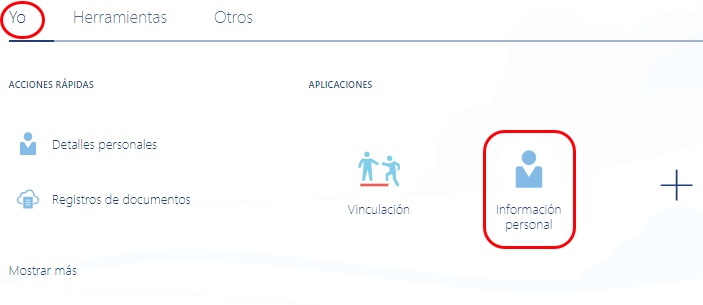 Yo Herramientas Otros
ACCIONES RÁPIDAS
Detalles personales
Registros de documentos
Mostrar más
APLICACIONES
Vinculación
Información
personal